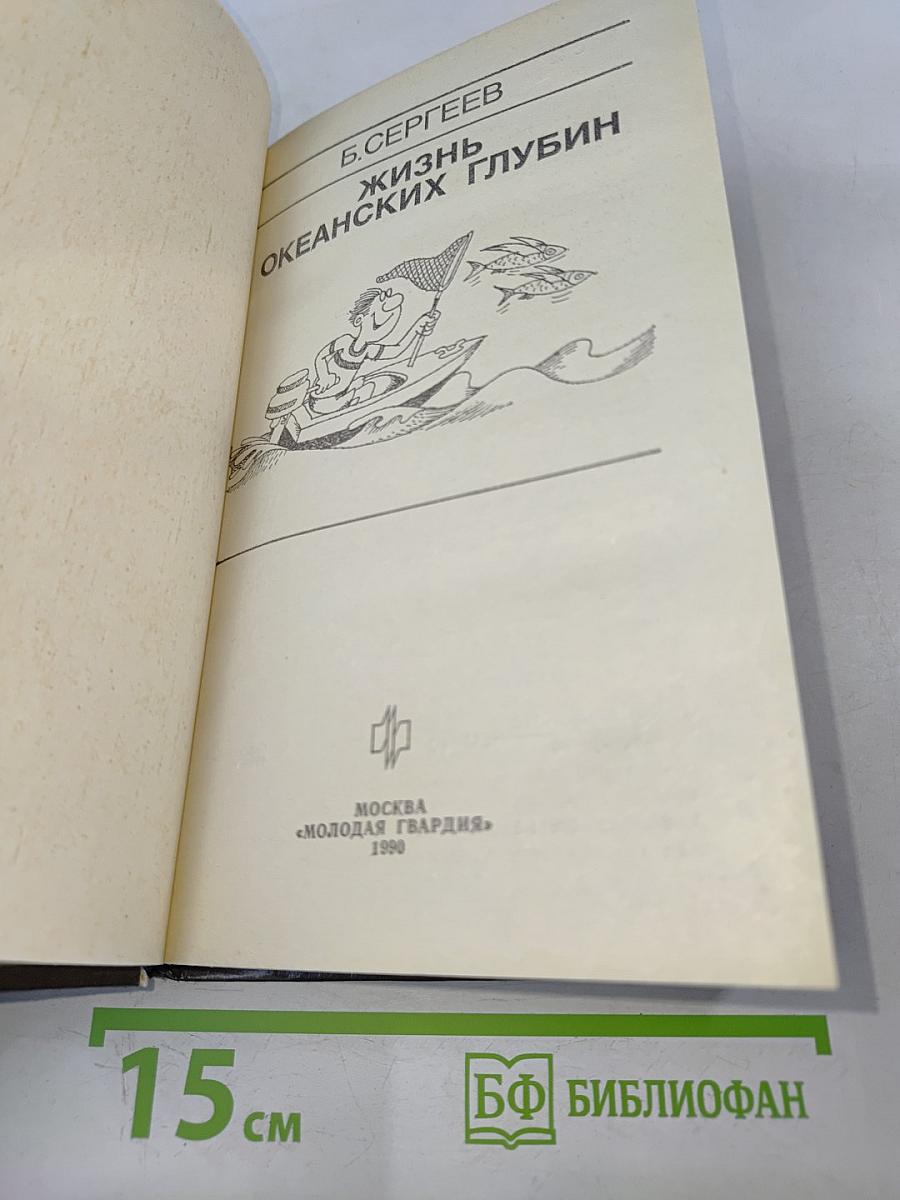 Б.СЕРГЕЕВ
ЖИЗНЬ
ОКЕАНСКИХ ГЛУБИН
МОСКВА
«МОЛОДАЯ ГВАРДИЯ»
1990
15 см
БФ БИБЛИОФАН